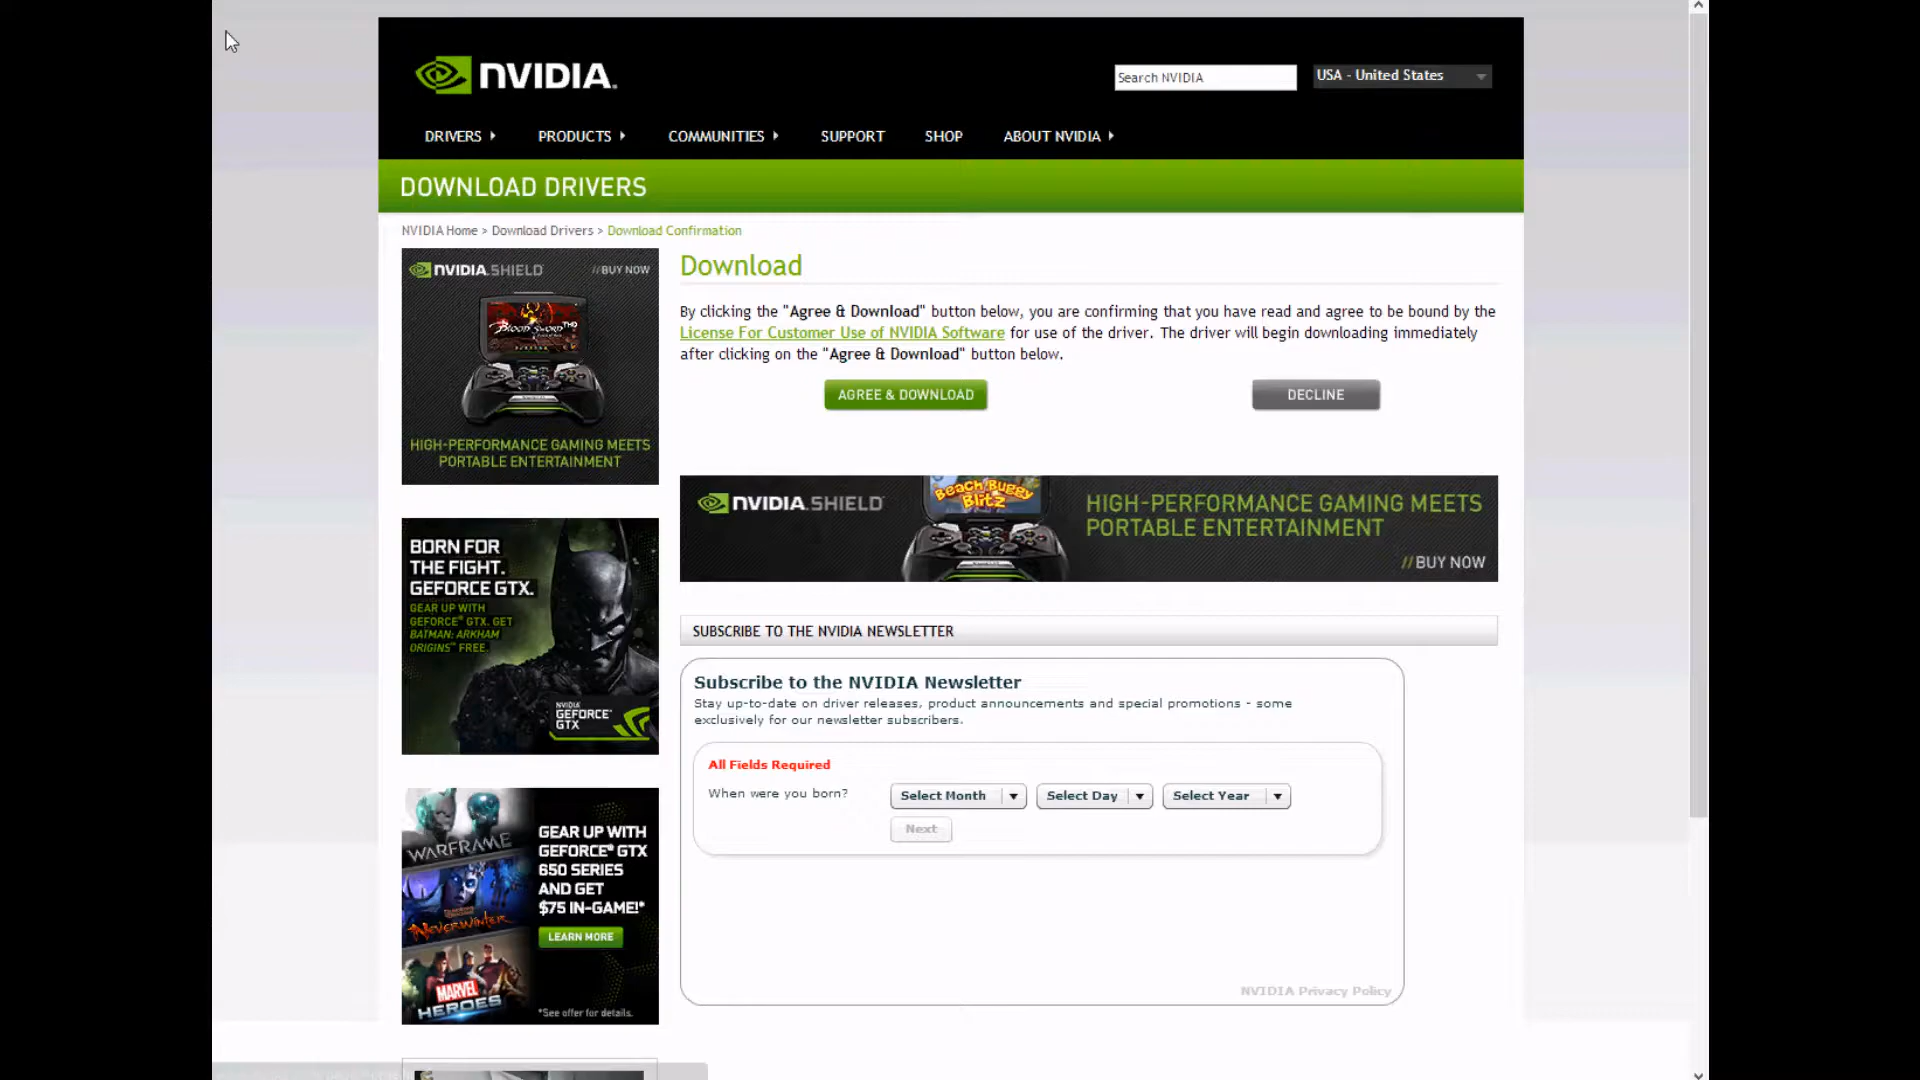 NVIDIA.
Search NVIDIA
USA - United States
DRIVERS
PRODUCTS
COMMUNITIES
SUPPORT
SHOP
ABOUT NVIDIA
DOWNLOAD DRIVERS
NVIDIA Home > Download Drivers > Download Confirmation
NVIDIA.SHIELD
//BUY NOW
BLOOD SWORD THD
HIGH-PERFORMANCE GAMING MEETS
PORTABLE ENTERTAINMENT
Download
By clicking the "Agree & Download" button below, you are confirming that you have read and agree to be bound by the
License For Customer Use of NVIDIA Software for use of the driver. The driver will begin downloading immediately
after clicking on the "Agree & Download" button below.
AGREE & DOWNLOAD
DECLINE
NVIDIA.SHIELD
Beach Buggy
Blitz
HIGH-PERFORMANCE GAMING MEETS
PORTABLE ENTERTAINMENT
//BUY NOW
BORN FOR
THE FIGHT.
GEFORCE GTX.
GEAR UP WITH
GEFORCE® GTX. GET
BATMAN: ARKHAM
ORIGINS™ FREE.
NVIDIA
GEFORCE®
GTX
SUBSCRIBE TO THE NVIDIA NEWSLETTER
Subscribe to the NVIDIA Newsletter
Stay up-to-date on driver releases, product announcements and special promotions - some
exclusively for our newsletter subscribers.
All Fields Required
When were you born?
Select Month
Select Day
Select Year
Next
NVIDIA Privacy Policy
WARFRAME
NEVERWINTER
MARVEL
HEROES
GEAR UP WITH
GEFORCE® GTX
650 SERIES
AND GET
$75 IN-GAME!*
LEARN MORE
*See offer for details.